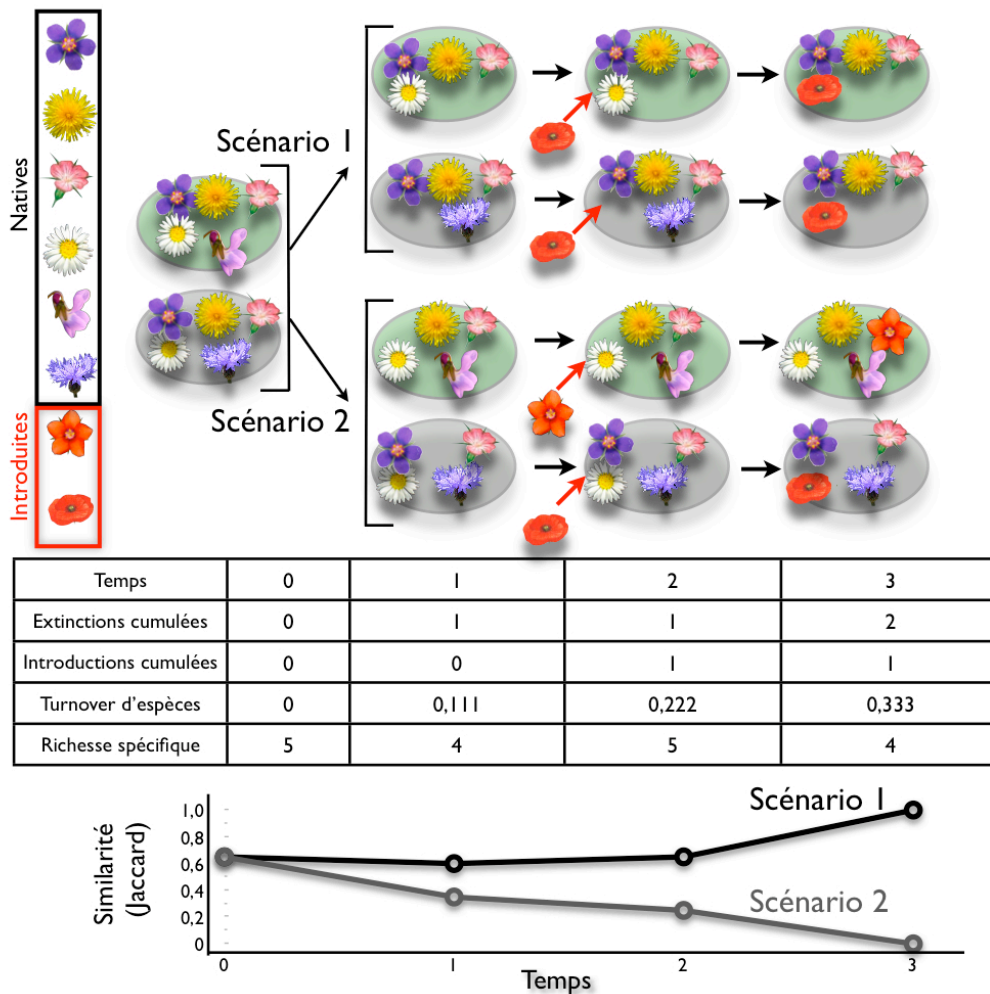 Natives
Introduites
Scénario 1
Scénario 2
Temps 0 1 2 3
Extinctions cumulées 0 1 1 2
Introductions cumulées 0 0 1 1
Turnover d'espèces 0 0,111 0,222 0,333
Richesse spécifique 5 4 5 4
Similarité
(Jaccard)
1,0
0,8
0,6
0,4
0,2
0
Scénario 1
Scénario 2
0 1 2 3
Temps